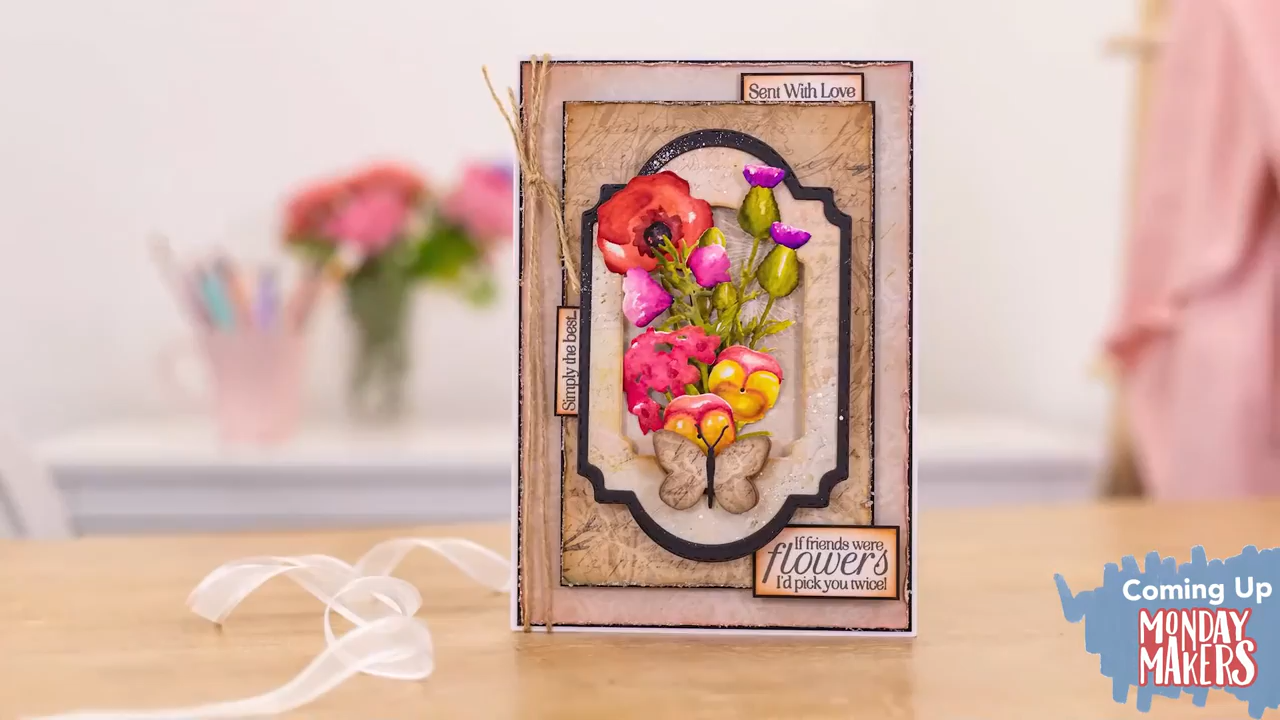 Sent With Love
Simply the best
If friends were
flowers
I'd pick you twice!
Coming Up
MONDAY
MAKERS